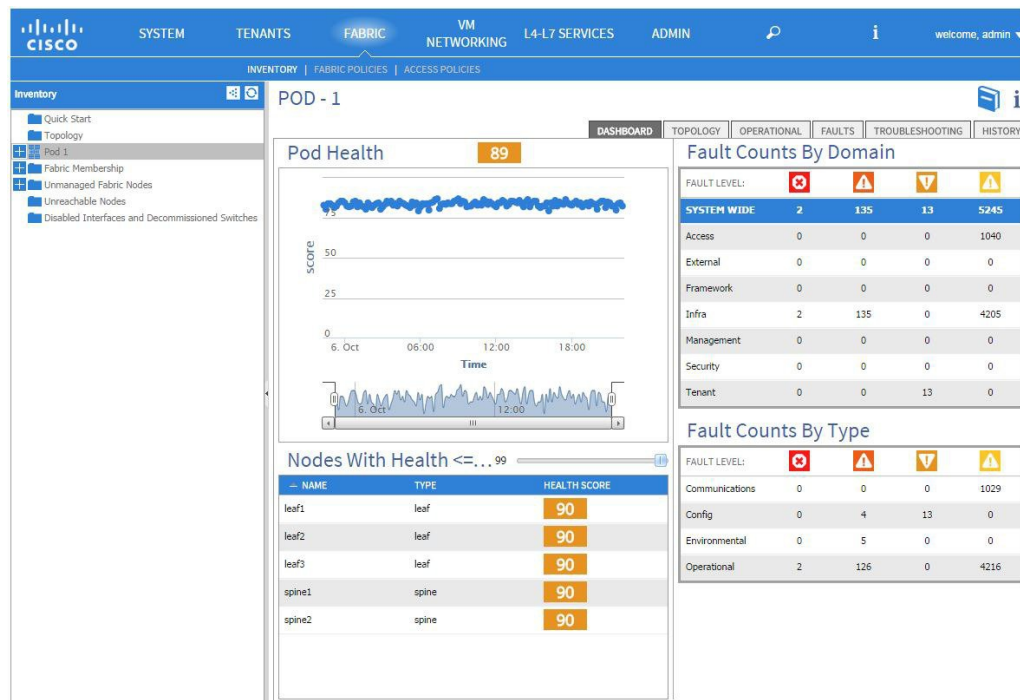 CISCO
SYSTEM TENANTS FABRIC VM NETWORKING L4-L7 SERVICES ADMIN i welcome, admin
INVENTORY | FABRIC POLICIES | ACCESS POLICIES
Inventory
Quick Start
Topology
Pod 1
Fabric Membership
Unmanaged Fabric Nodes
Unreachable Nodes
Disabled Interfaces and Decommissioned Switches
POD - 1
i
DASHBOARD TOPOLOGY OPERATIONAL FAULTS TROUBLESHOOTING HISTORY
Pod Health 89
score
75
50
25
0
6. Oct 06:00 12:00 18:00
Time
6. Oct 12:00
Nodes With Health <=... 99
NAME TYPE HEALTH SCORE
leaf1 leaf 90
leaf2 leaf 90
leaf3 leaf 90
spine1 spine 90
spine2 spine 90
Fault Counts By Domain
FAULT LEVEL:
SYSTEM WIDE 2 135 13 5245
Access 0 0 0 1040
External 0 0 0 0
Framework 0 0 0 0
Infra 2 135 0 4205
Management 0 0 0 0
Security 0 0 0 0
Tenant 0 0 13 0
Fault Counts By Type
FAULT LEVEL:
Communications 0 0 0 1029
Config 0 4 13 0
Environmental 0 5 0 0
Operational 2 126 0 4216